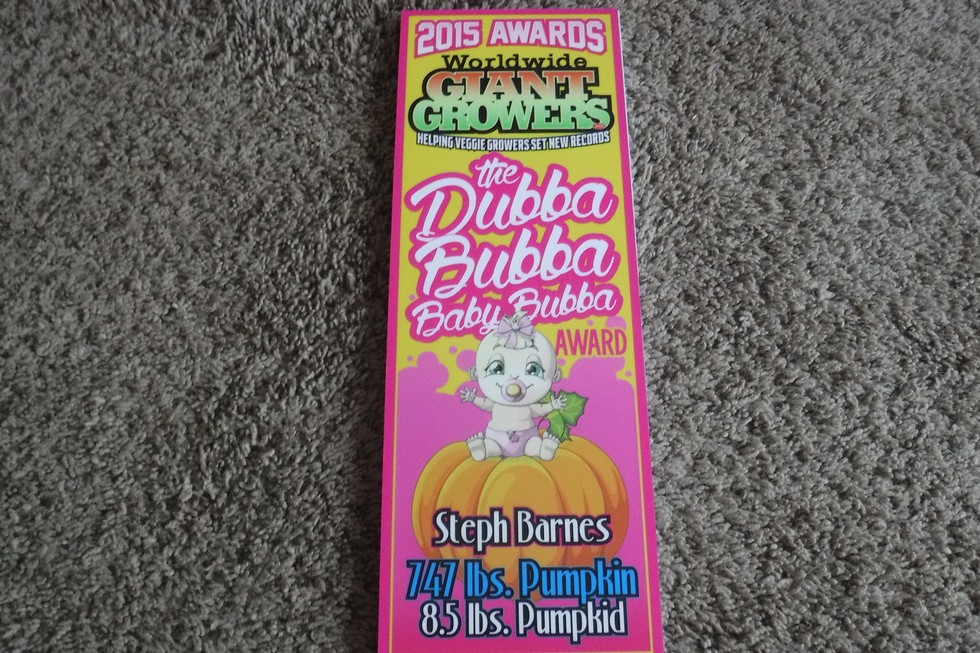 2015 AWARDS
Worldwide
GIANT
GROWERS
HELPING VEGGIE GROWERS SET NEW RECORDS
the
Dubba
Bubba
Baby Bubba
AWARD
Steph Barnes
747 lbs. Pumpkin
8.5 lbs. Pumpkid